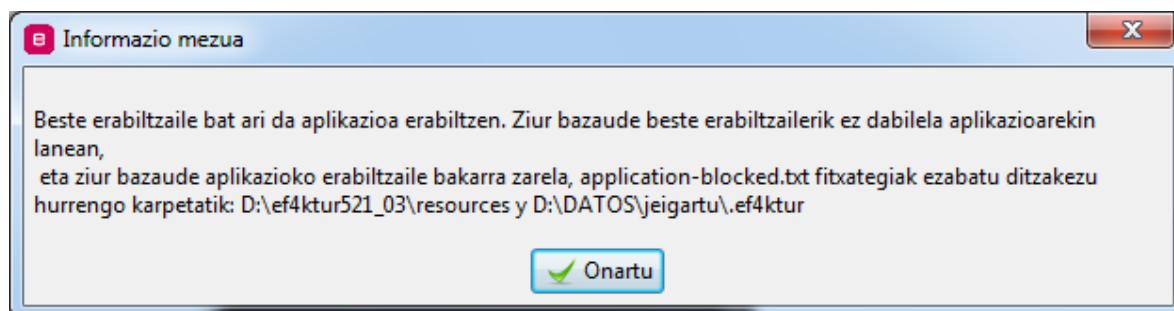 e Informazio mezua
X
Beste erabiltzaile bat ari da aplikazioa erabiltzen. Ziur bazaude beste erabiltzailerik ez dabilela aplikazioarekin
lanean,
eta ziur bazaude aplikazioko erabiltzaile bakarra zarela, application-blocked.txt fitxategiak ezabatu ditzakezu
hurrengo karpetatik: D:\ef4ktur521_03\resources y D:\DATOS\jeigartu\.ef4ktur
Onartu